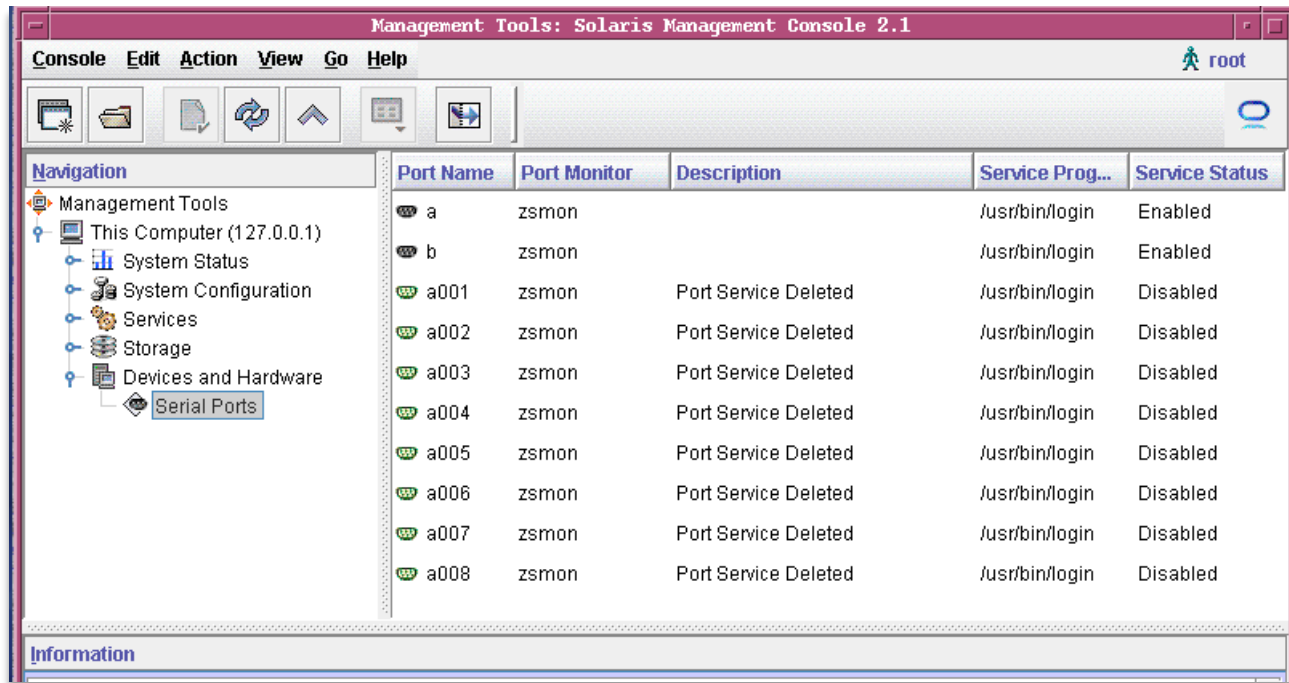 Management Tools: Solaris Management Console 2.1
Console Edit Action View Go Help root
Navigation
Management Tools
This Computer (127.0.0.1)
System Status
System Configuration
Services
Storage
Devices and Hardware
Serial Ports
Port Name Port Monitor Description Service Prog... Service Status
a zsmon /usr/bin/login Enabled
b zsmon /usr/bin/login Enabled
a001 zsmon Port Service Deleted /usr/bin/login Disabled
a002 zsmon Port Service Deleted /usr/bin/login Disabled
a003 zsmon Port Service Deleted /usr/bin/login Disabled
a004 zsmon Port Service Deleted /usr/bin/login Disabled
a005 zsmon Port Service Deleted /usr/bin/login Disabled
a006 zsmon Port Service Deleted /usr/bin/login Disabled
a007 zsmon Port Service Deleted /usr/bin/login Disabled
a008 zsmon Port Service Deleted /usr/bin/login Disabled
Information